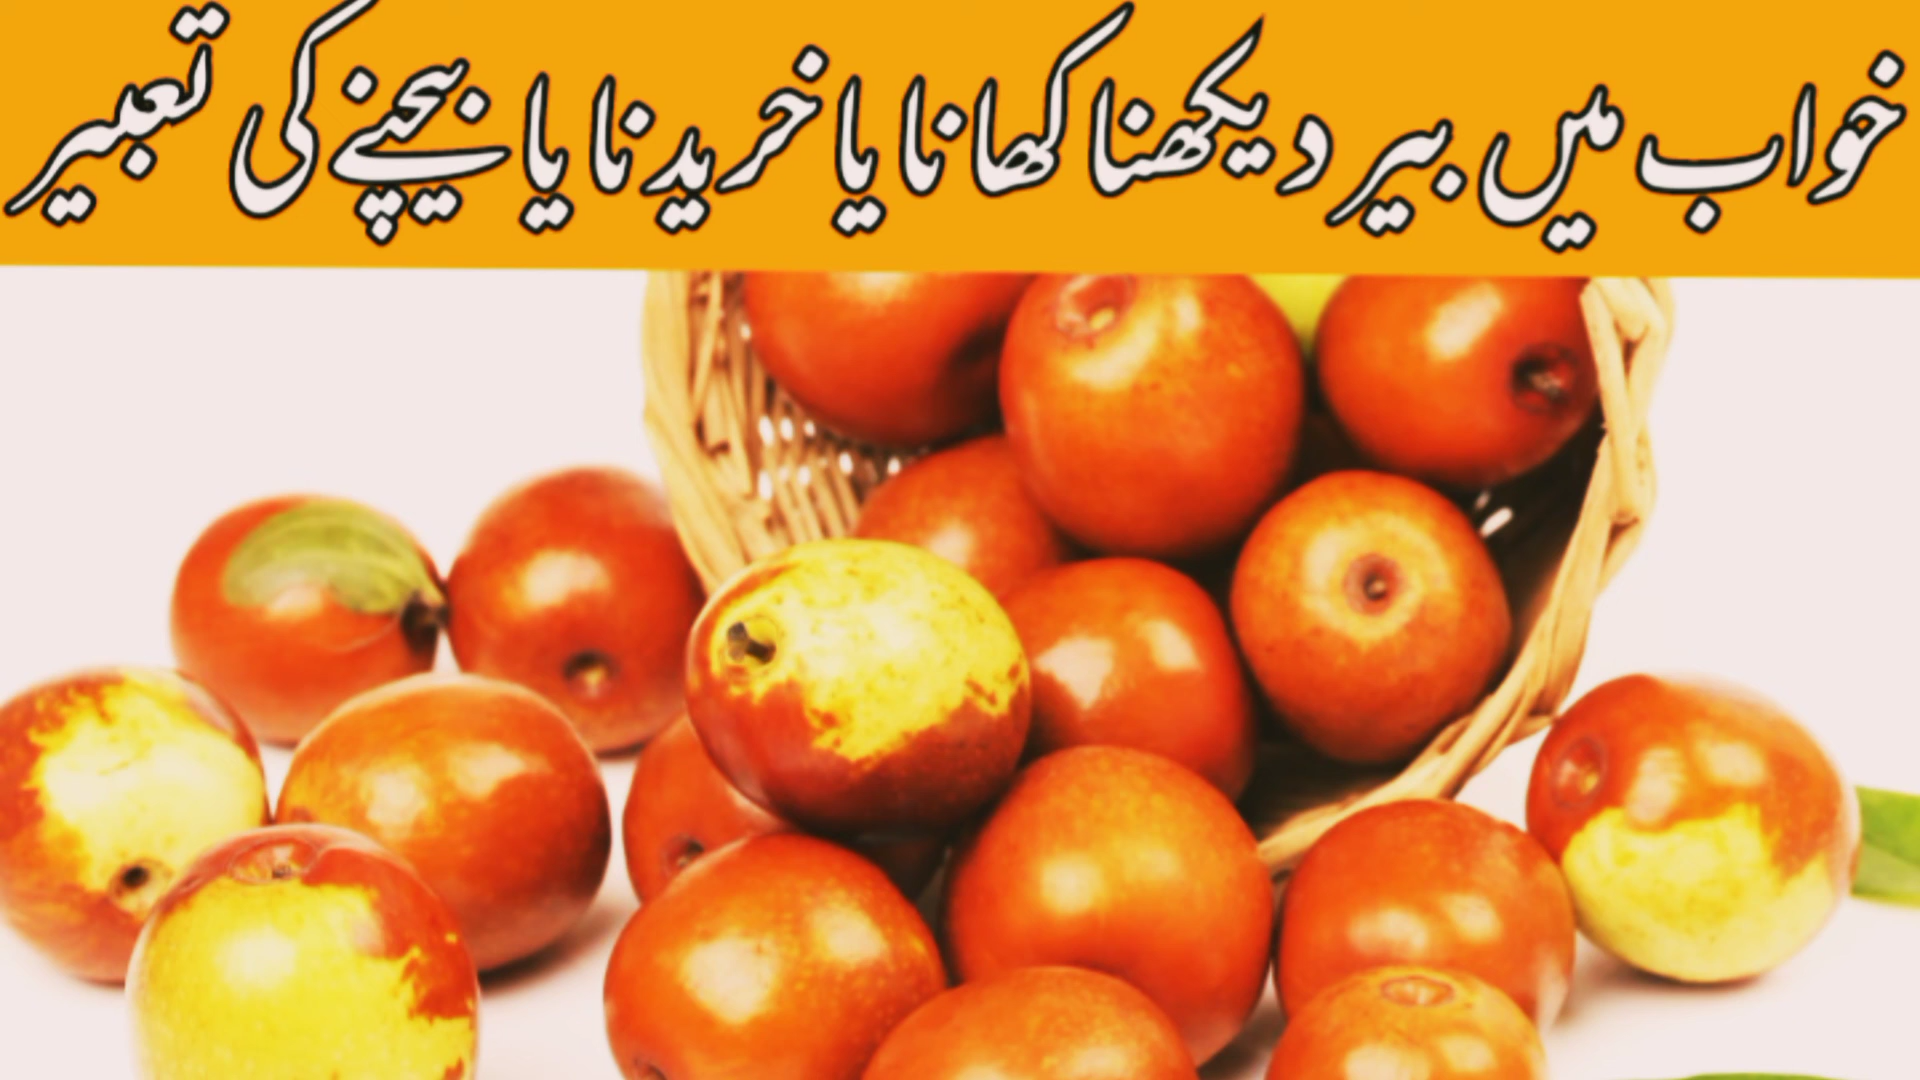 خواب میں بیر دیکھنا کھانا یا خریدنا یا بیچنے کی تعبیر